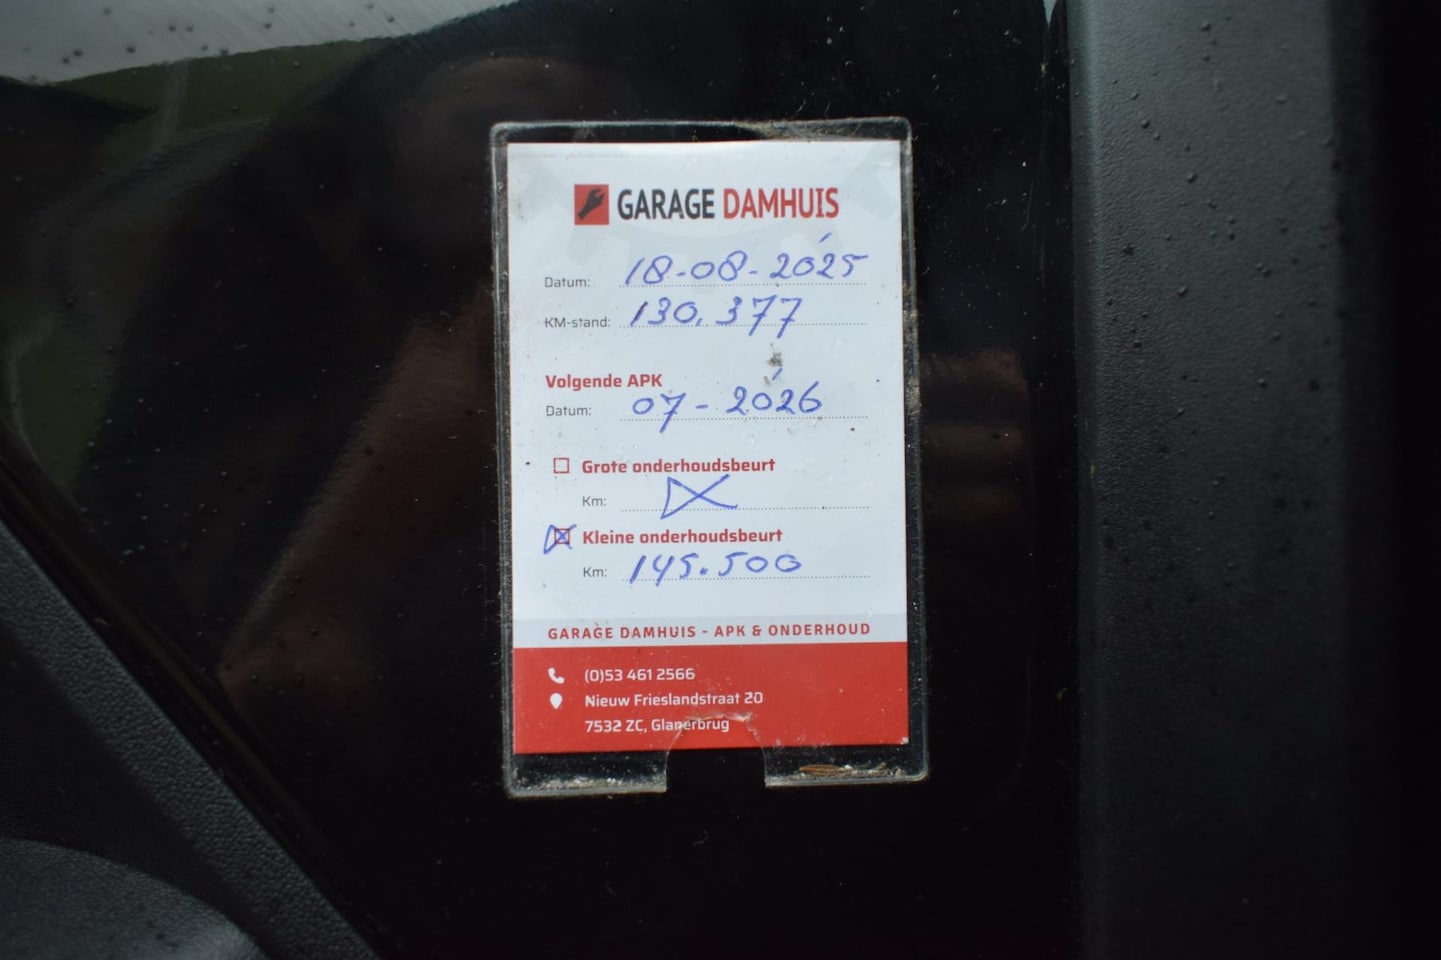 GARAGE DAMHUIS
Datum: 18-08-2025
KM-stand: 130.377
Volgende APK
Datum: 07-2026
Grote onderhoudsbeurt
Km:
Kleine onderhoudsbeurt
Km: 145.500
GARAGE DAMHUIS - APK & ONDERHOUD
(0)53 461 2566
Nieuw Frieslandstraat 20
7532 ZC, Glanerbrug